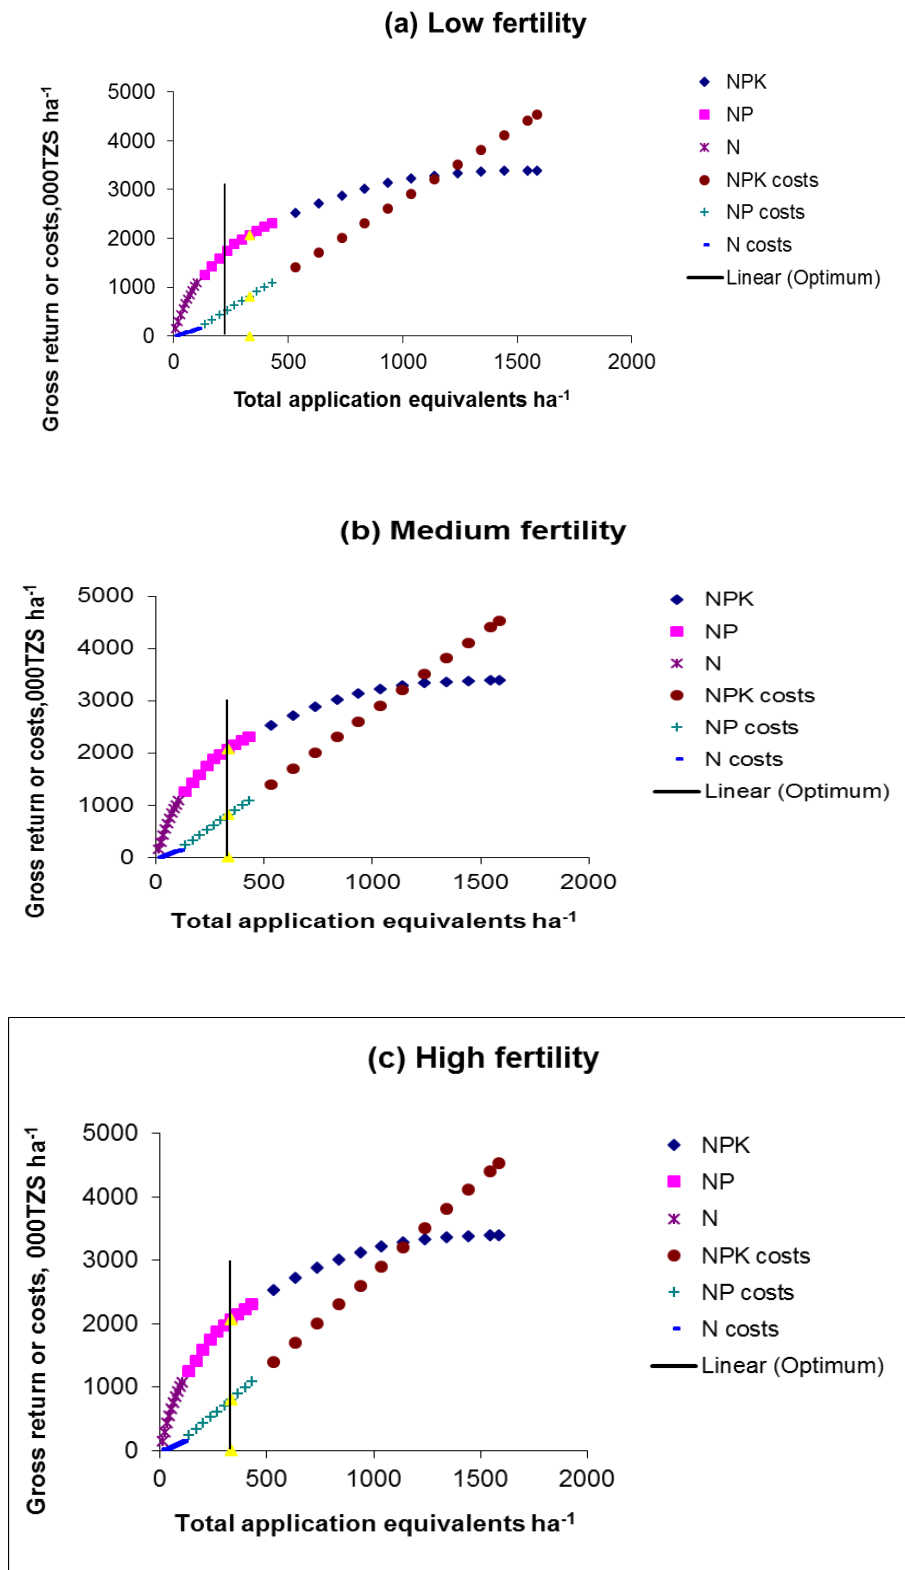 (a) Low fertility
Gross return or costs,000TZS ha-1
5000
4000
3000
2000
1000
0
0 500 1000 1500 2000
Total application equivalents ha-1
NPK
NP
N
NPK costs
NP costs
N costs
Linear (Optimum)
(b) Medium fertility
Gross return or costs,000TZS ha-1
5000
4000
3000
2000
1000
0
0 500 1000 1500 2000
Total application equivalents ha-1
NPK
NP
N
NPK costs
NP costs
N costs
Linear (Optimum)
(c) High fertility
Gross return or costs, 000TZS ha-1
5000
4000
3000
2000
1000
0
0 500 1000 1500 2000
Total application equivalents ha-1
NPK
NP
N
NPK costs
NP costs
N costs
Linear (Optimum)